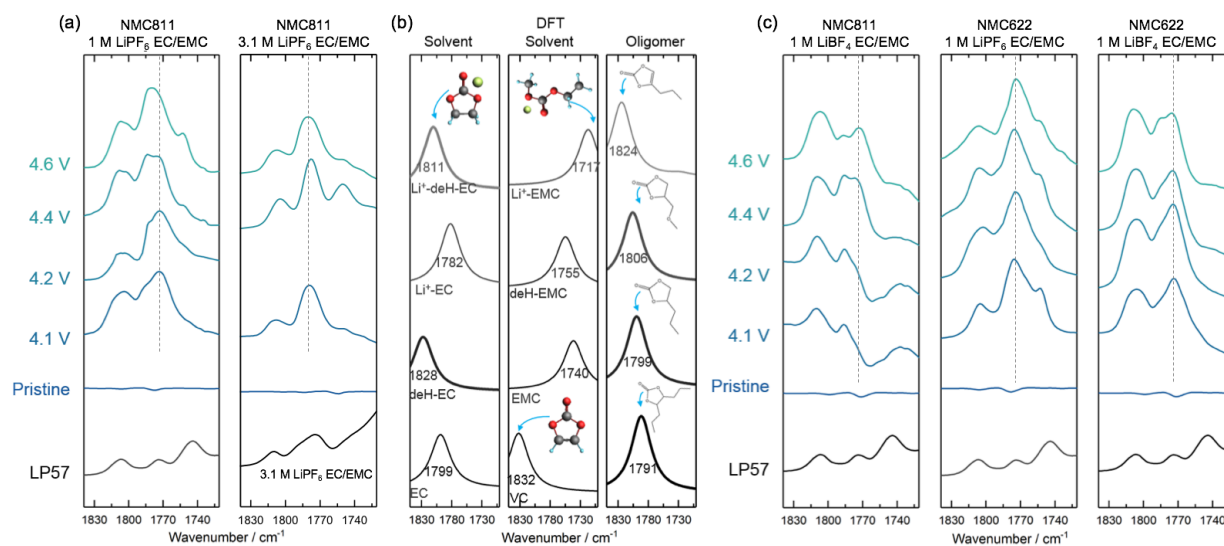 (a)
NMC811
1 M LiPF6 EC/EMC
NMC811
3.1 M LiPF6 EC/EMC
4.6 V
4.4 V
4.2 V
4.1 V
Pristine
LP57
3.1 M LiPF6 EC/EMC
1830 1800 1770 1740
1830 1800 1770 1740
Wavenumber / cm-1
(b)
DFT
Solvent
Solvent
Oligomer
1811
Li+-deH-EC
1717
Li+-EMC
1824
1782
Li+-EC
1755
deH-EMC
1806
1828
deH-EC
1740
EMC
1799
1799
EC
1832
VC
1791
1830 1780 1730
1830 1780 1730
1830 1780 1730
Wavenumber / cm-1
(c)
NMC811
1 M LiBF4 EC/EMC
NMC622
1 M LiPF6 EC/EMC
NMC622
1 M LiBF4 EC/EMC
4.6 V
4.4 V
4.2 V
4.1 V
Pristine
LP57
1830 1800 1770 1740
1830 1800 1770 1740
1830 1800 1770 1740
Wavenumber / cm-1